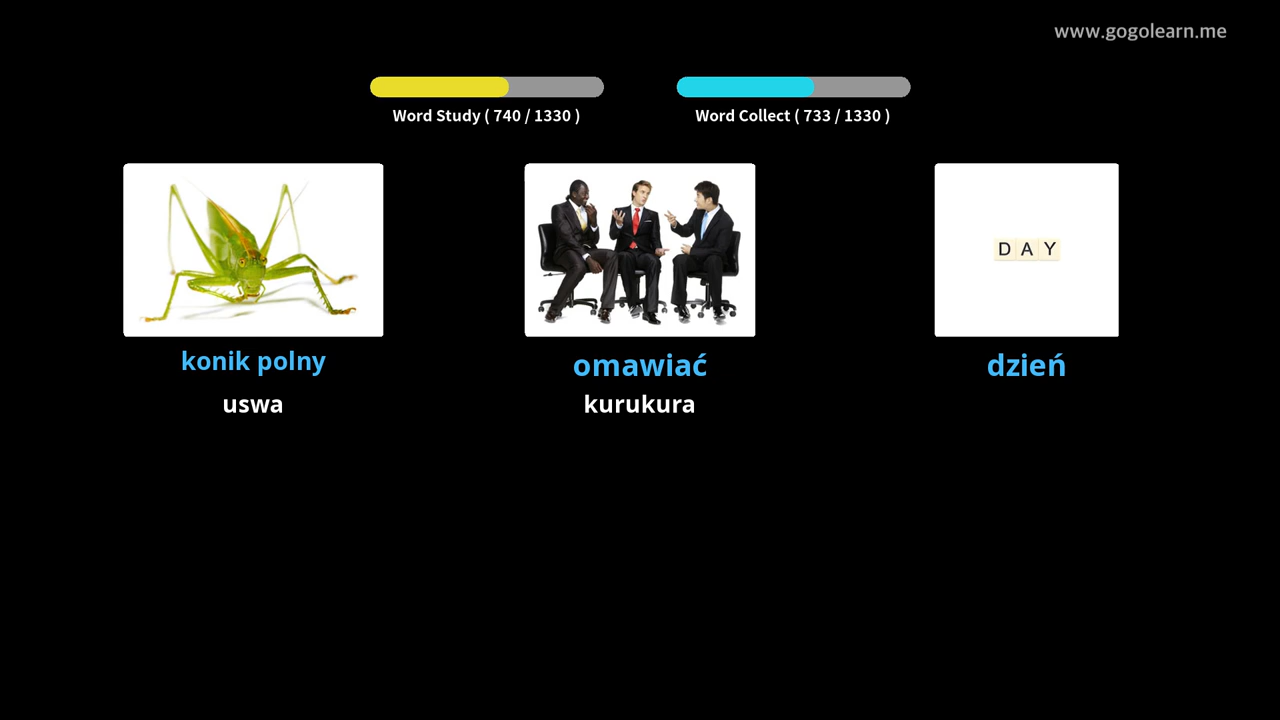 www.gogolearn.me
Word Study ( 740 / 1330 )
Word Collect ( 733 / 1330 )
DAY
konik polny
omawiać
dzień
uswa
kurukura